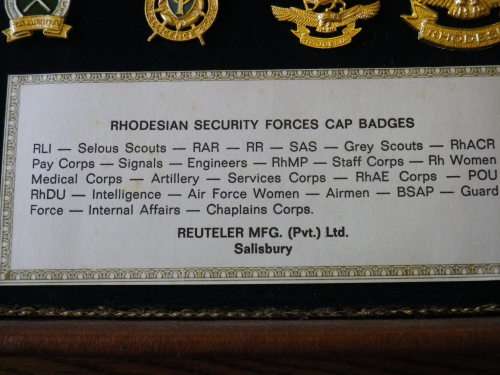 RHODESIAN SECURITY FORCES CAP BADGES
RLI — Selous Scouts — RAR — RR — SAS — Grey Scouts — RhACR
Pay Corps — Signals — Engineers — RhMP — Staff Corps — Rh Women
Medical Corps — Artillery — Services Corps — RhAE Corps — POU
RhDU — Intelligence — Air Force Women — Airmen — BSAP — Guard
Force — Internal Affairs — Chaplains Corps.
REUTELER MFG. (Pvt.) Ltd.
Salisbury